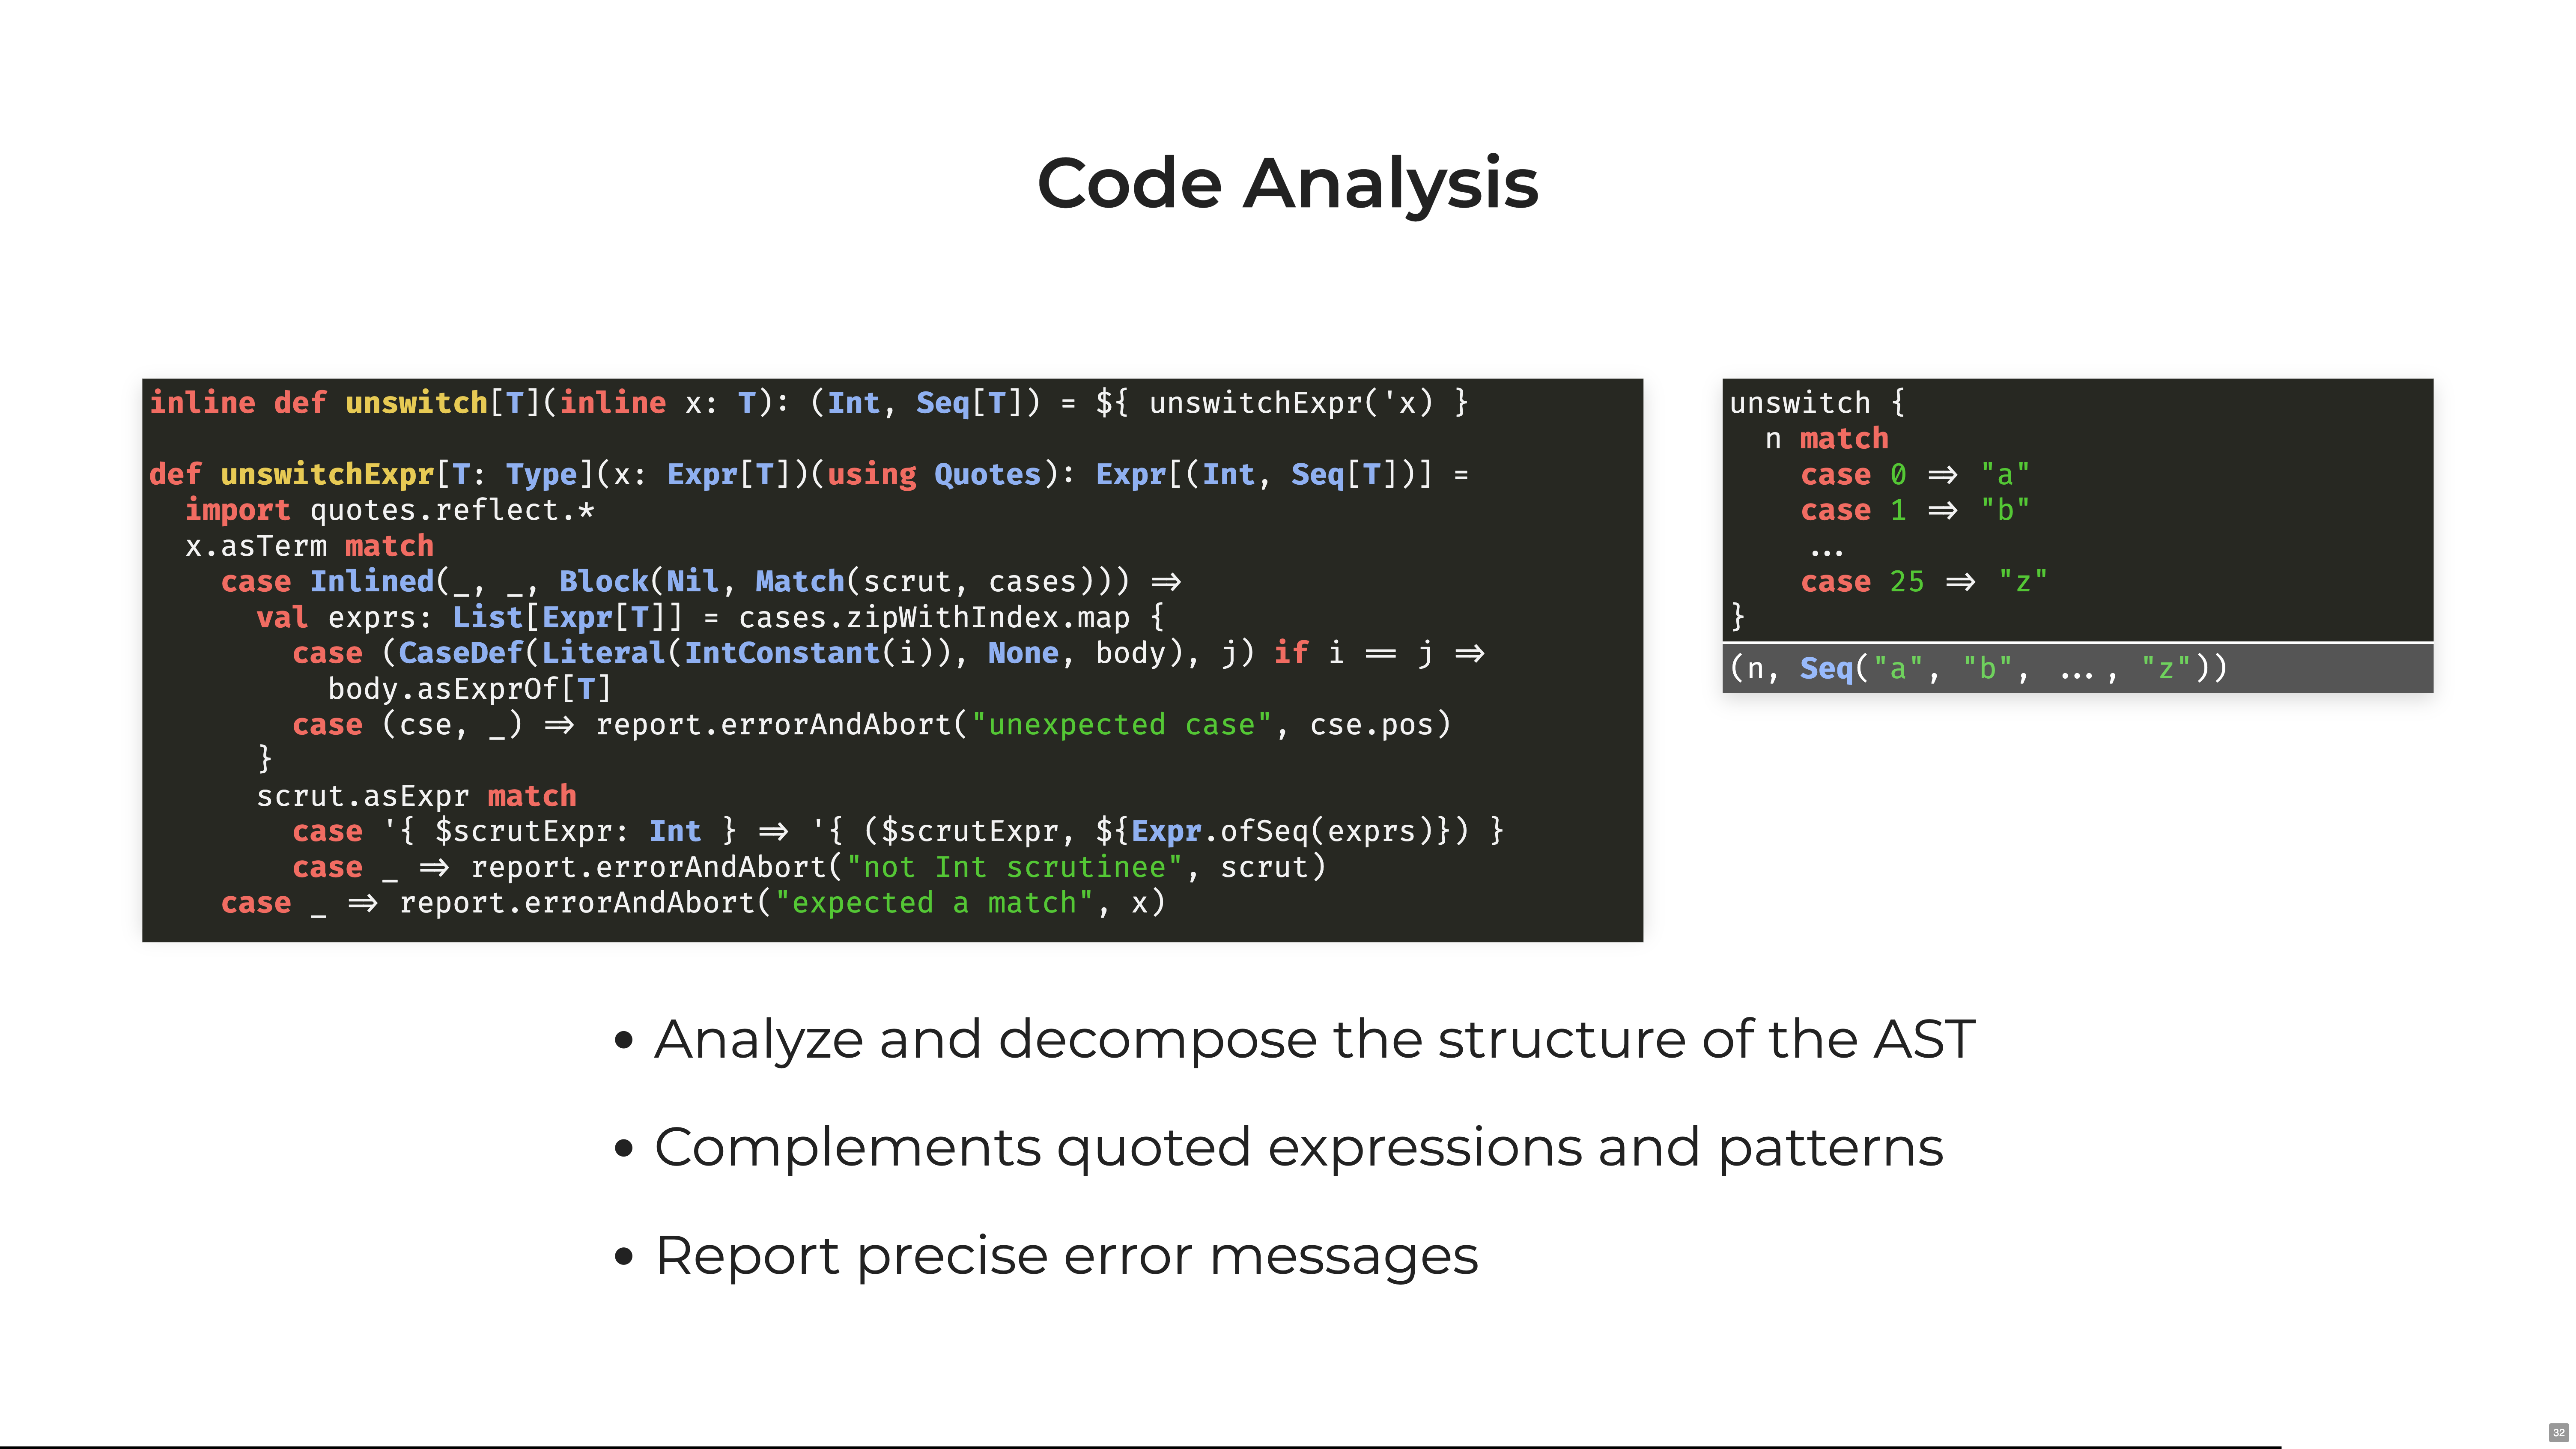 Code Analysis
inline def unswitch[T](inline x: T): (Int, Seq[T]) = ${ unswitchExpr('x) }
def unswitchExpr[T: Type](x: Expr[T])(using Quotes): Expr[(Int, Seq[T])] =
  import quotes.reflect.*
  x.asTerm match
    case Inlined(_, _, Block(Nil, Match(scrut, cases))) =>
      val exprs: List[Expr[T]] = cases.zipWithIndex.map {
        case (CaseDef(Literal(IntConstant(i)), None, body), j) if i == j =>
          body.asExprOf[T]
        case (cse, _) => report.errorAndAbort("unexpected case", cse.pos)
      }
      scrut.asExpr match
        case '{ $scrutExpr: Int } => '{ ($scrutExpr, ${Expr.ofSeq(exprs)}) }
        case _ => report.errorAndAbort("not Int scrutinee", scrut)
    case _ => report.errorAndAbort("expected a match", x)
unswitch {
  n match
    case 0 => "a"
    case 1 => "b"
    ...
    case 25 => "z"
}
(n, Seq("a", "b", ..., "z"))
• Analyze and decompose the structure of the AST
• Complements quoted expressions and patterns
• Report precise error messages
32